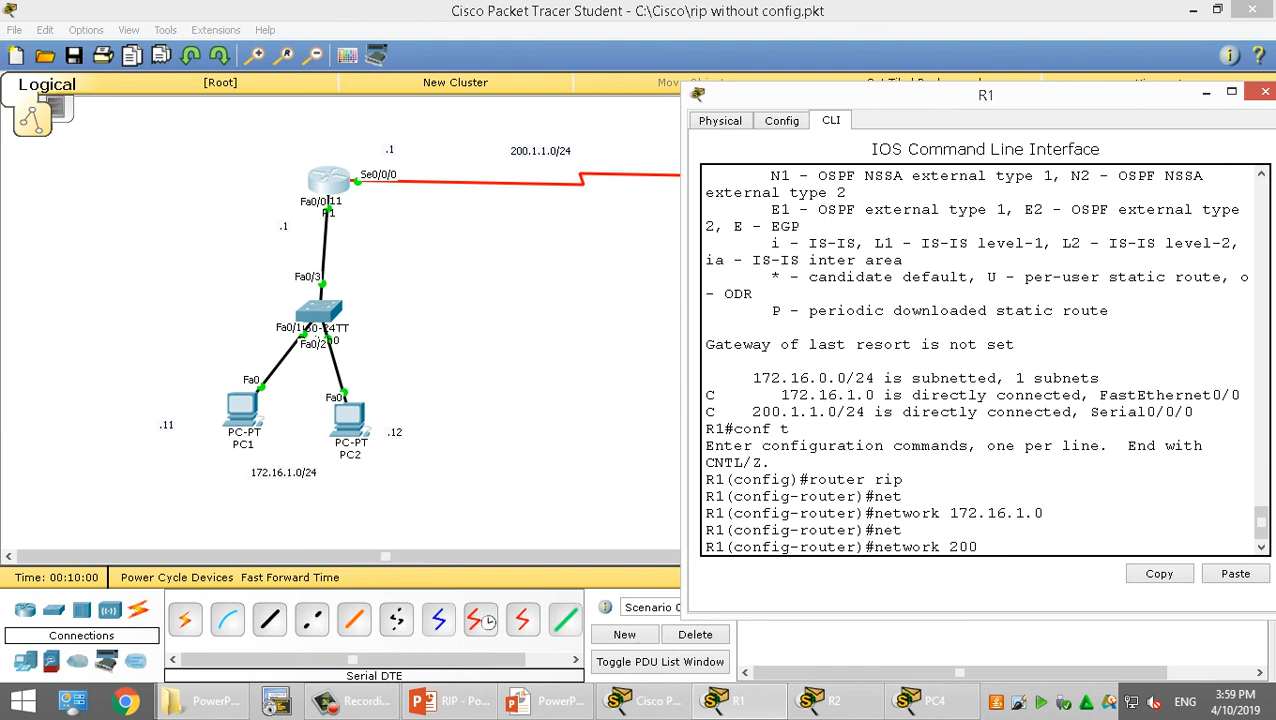 Cisco Packet Tracer Student - C:\Cisco\rip without config.pkt
File Edit Options View Tools Extensions Help
Logical
[Root]
New Cluster
R1
Physical Config CLI
IOS Command Line Interface
N1 - OSPF NSSA external type 1, N2 - OSPF NSSA
external type 2
E1 - OSPF external type 1, E2 - OSPF external type
2, E - EGP
i - IS-IS, L1 - IS-IS level-1, L2 - IS-IS level-2,
ia - IS-IS inter area
* - candidate default, U - per-user static route, o
- ODR
P - periodic downloaded static route
Gateway of last resort is not set
172.16.0.0/24 is subnetted, 1 subnets
C 172.16.1.0 is directly connected, FastEthernet0/0
C 200.1.1.0/24 is directly connected, Serial0/0/0
R1#conf t
Enter configuration commands, one per line. End with
CNTL/Z.
R1(config)#router rip
R1(config-router)#net
R1(config-router)#network 172.16.1.0
R1(config-router)#net
R1(config-router)#network 200
Copy Paste
.1
200.1.1.0/24
Se0/0/0
Fa0/0
R1
.1
Fa0/3
Fa0/1
24TT
Fa0/2
Fa0
Fa0
.11
PC-PT
PC1
PC-PT
PC2
.12
172.16.1.0/24
Time: 00:10:00 Power Cycle Devices Fast Forward Time
Connections
Serial DTE
Scenario 0
New Delete
Toggle PDU List Window
PowerP...
Recordi...
RIP - Po...
PowerP...
Cisco P...
R1
R2
PC4
ENG
3:59 PM
4/10/2019